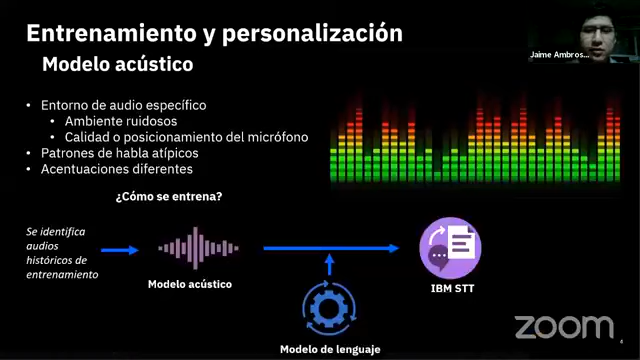 Entrenamiento y personalización
Modelo acústico
Jaime Ambros...
• Entorno de audio específico
• Ambiente ruidosos
• Calidad o posicionamiento del micrófono
• Patrones de habla atípicos
• Acentuaciones diferentes
¿Cómo se entrena?
Se identifica
audios
históricos de
entrenamiento
Modelo acústico
IBM STT
Modelo de lenguaje
zoom
4